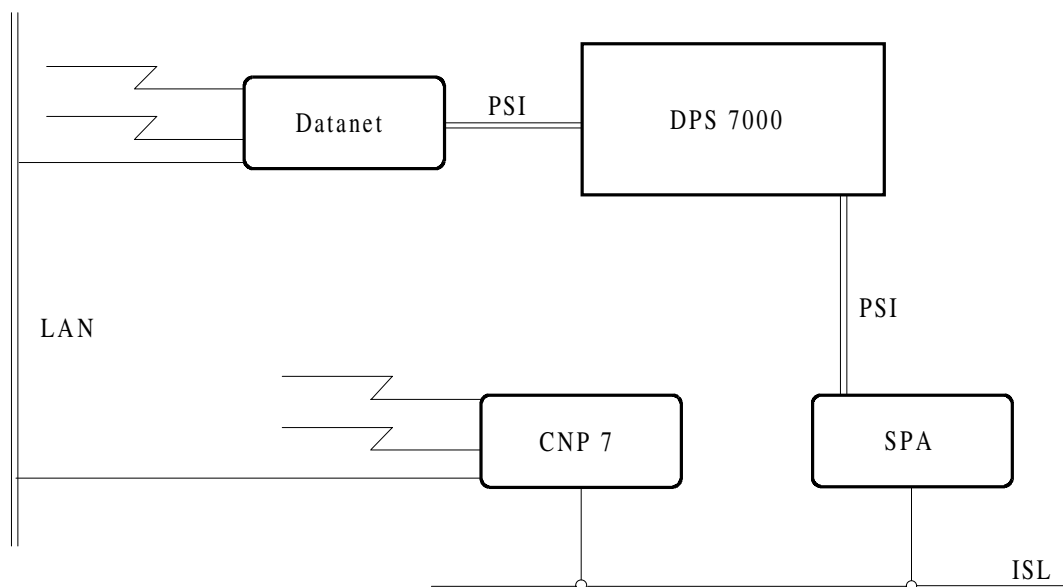 PSI
Datanet
DPS 7000
PSI
LAN
CNP 7
SPA
ISL